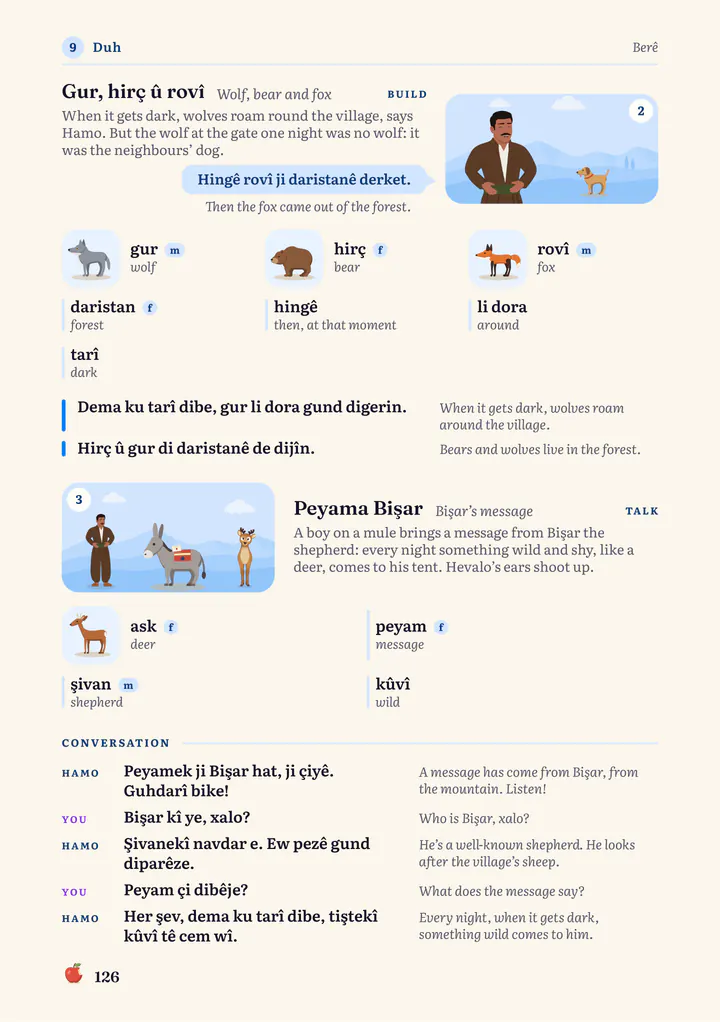 9 Duh
Berê
Gur, hirç û rovî Wolf, bear and fox
BUILD
When it gets dark, wolves roam round the village, says
Hamo. But the wolf at the gate one night was no wolf: it
was the neighbours’ dog.
2
Hingê rovî ji daristanê derket.
Then the fox came out of the forest.
gur m
wolf
hirç f
bear
rovî m
fox
daristan f
forest
hingê
then, at that moment
li dora
around
tarî
dark
Dema ku tarî dibe, gur li dora gund digerin.
When it gets dark, wolves roam
around the village.
Hirç û gur di daristanê de dijîn.
Bears and wolves live in the forest.
3
Peyama Bişar Bişar’s message
TALK
A boy on a mule brings a message from Bişar the
shepherd: every night something wild and shy, like a
deer, comes to his tent. Hevalo’s ears shoot up.
ask f
deer
peyam f
message
şivan m
shepherd
kûvî
wild
CONVERSATION
HAMO
Peyamek ji Bişar hat, ji çiyê.
Guhdarî bike!
A message has come from Bişar, from
the mountain. Listen!
YOU
Bişar kî ye, xalo?
Who is Bişar, xalo?
HAMO
Şivanekî navdar e. Ew pezê gund
diparêze.
He’s a well-known shepherd. He looks
after the village’s sheep.
YOU
Peyam çi dibêje?
What does the message say?
HAMO
Her şev, dema ku tarî dibe, tiştekî
kûvî tê cem wî.
Every night, when it gets dark,
something wild comes to him.
126